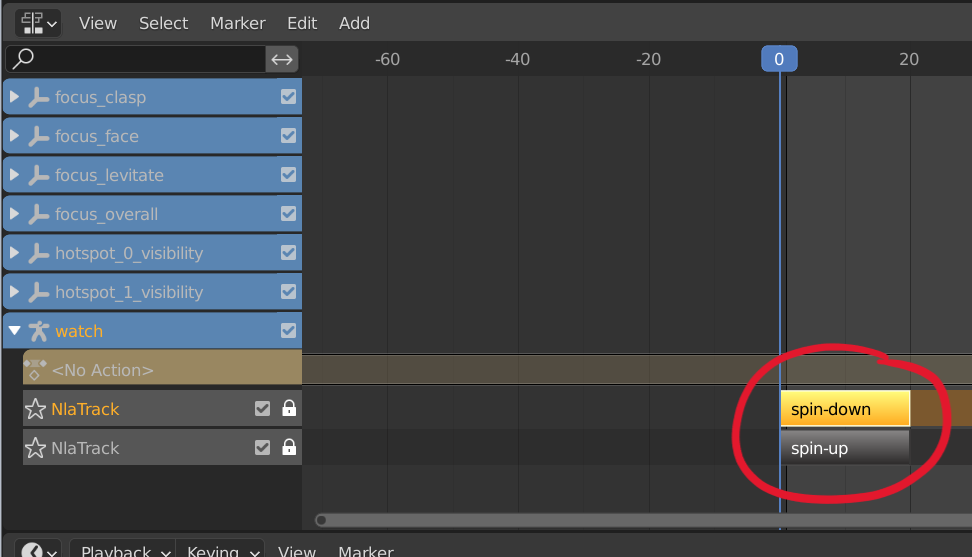 View Select Marker Edit Add
-60 -40 -20 0 20
focus_clasp
focus_face
focus_levitate
focus_overall
hotspot_0_visibility
hotspot_1_visibility
watch
<No Action>
NlaTrack spin-down
NlaTrack spin-up
Playback Keying View Marker